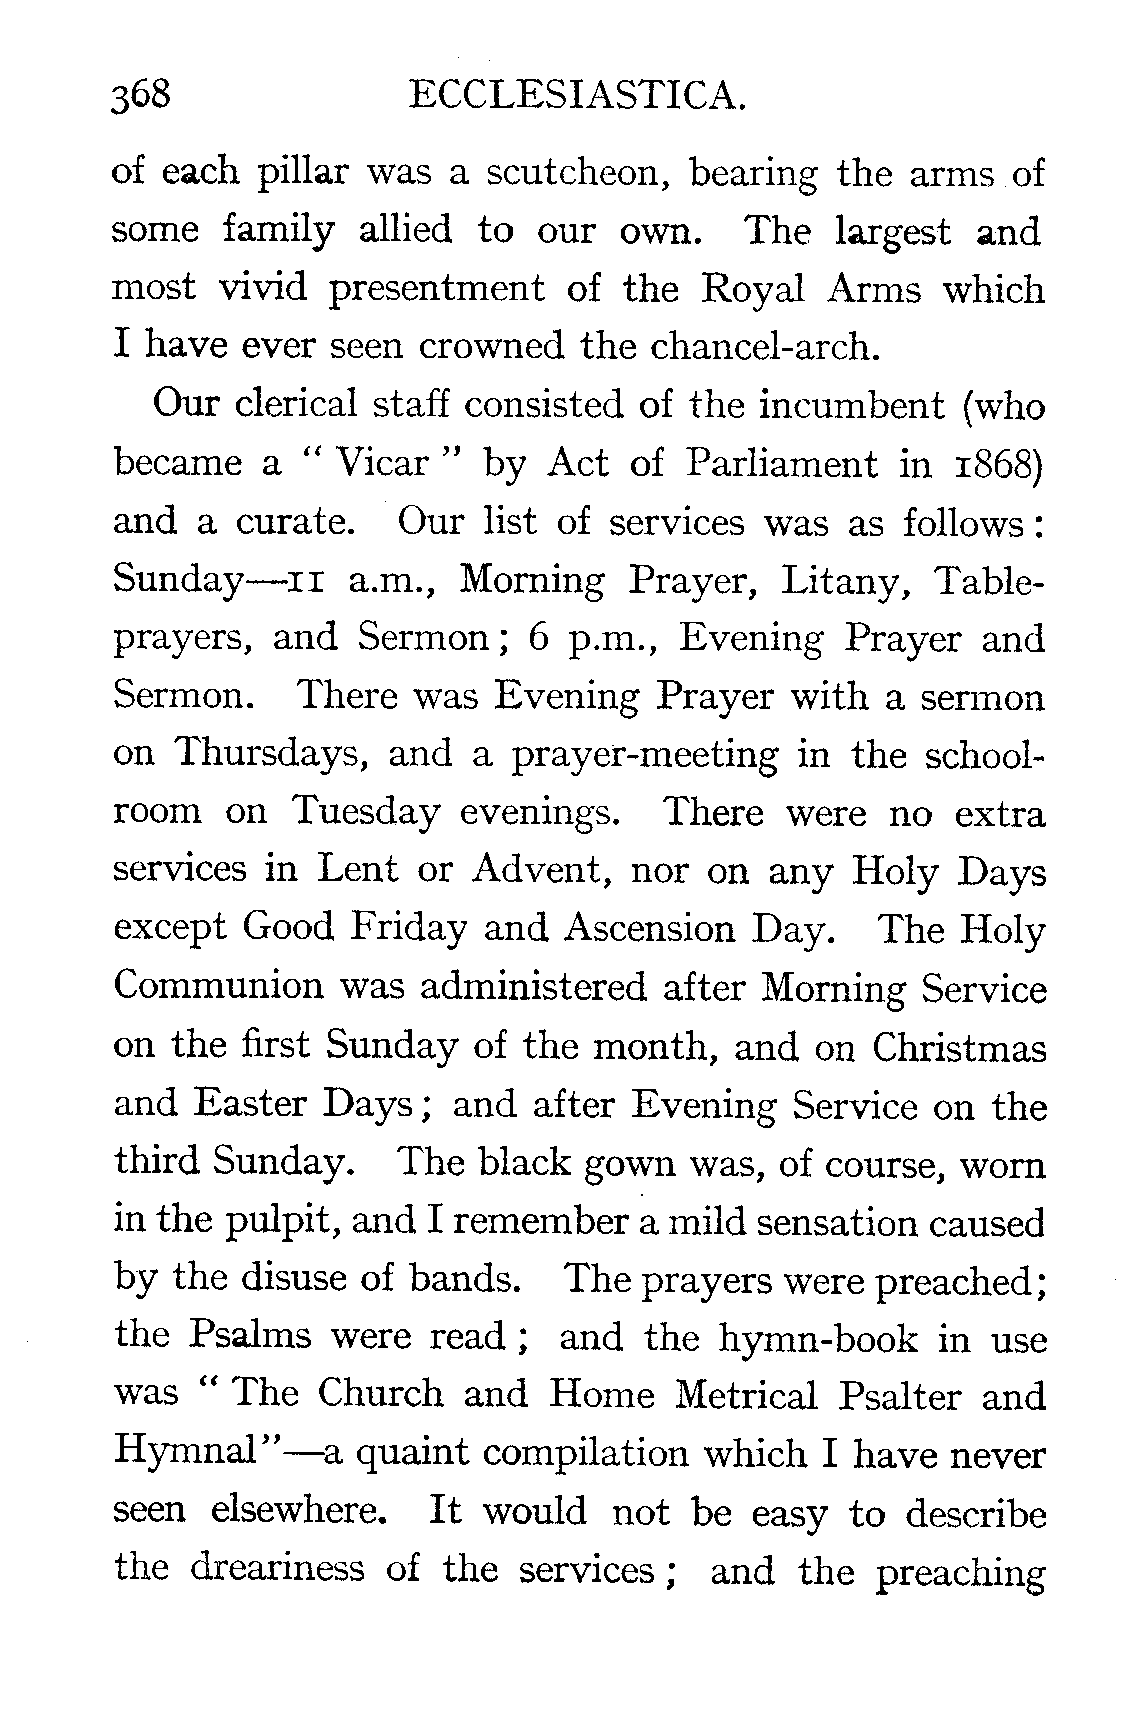 368 ECCLESIASTICA.
of each pillar was a scutcheon, bearing the arms of
some family allied to our own. The largest and
most vivid presentment of the Royal Arms which
I have ever seen crowned the chancel-arch.
Our clerical staff consisted of the incumbent (who
became a “ Vicar ” by Act of Parliament in 1868)
and a curate. Our list of services was as follows :
Sunday—11 a.m., Morning Prayer, Litany, Table-
prayers, and Sermon ; 6 p.m., Evening Prayer and
Sermon. There was Evening Prayer with a sermon
on Thursdays, and a prayer-meeting in the school-
room on Tuesday evenings. There were no extra
services in Lent or Advent, nor on any Holy Days
except Good Friday and Ascension Day. The Holy
Communion was administered after Morning Service
on the first Sunday of the month, and on Christmas
and Easter Days ; and after Evening Service on the
third Sunday. The black gown was, of course, worn
in the pulpit, and I remember a mild sensation caused
by the disuse of bands. The prayers were preached;
the Psalms were read ; and the hymn-book in use
was “ The Church and Home Metrical Psalter and
Hymnal”—a quaint compilation which I have never
seen elsewhere. It would not be easy to describe
the dreariness of the services ; and the preaching